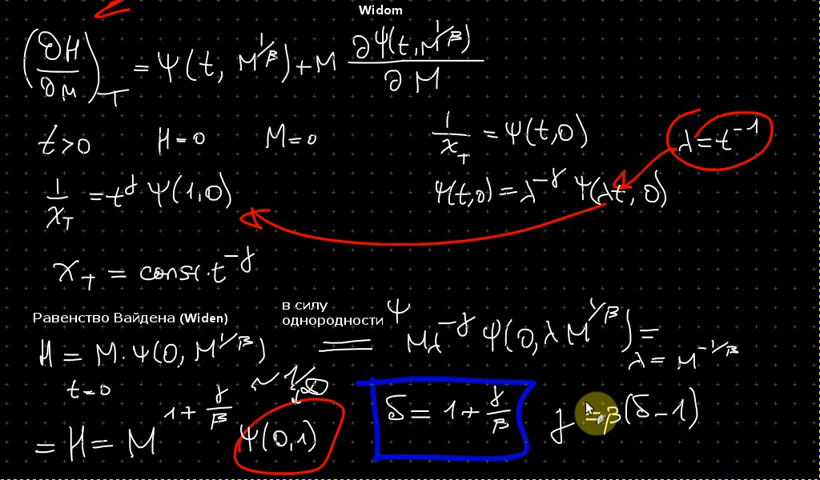 Widom
(∂H/∂M)_T = Ψ(t, M^{1/β}) + M ∂Ψ(t, M^{1/β})/∂M
t>0 H=0 M=0 1/χ_T = Ψ(t,0) λ=t^{-1}
1/χ_T = t^γ Ψ(1,0) Ψ(t,0) = λ^{-γ} Ψ(λt, 0)
χ_T = const·t^{-γ}
Равенство Вайдена (Widen) в силу однородности Ψ
H = M·Ψ(0, M^{1/β}) = Mλ^{-γ} Ψ(0, λM^{1/β}) =
t=0 λ = M^{-1/β}
= H = M^{1+γ/β} Ψ(0,1) δ = 1 + γ/β γ = β(δ-1)